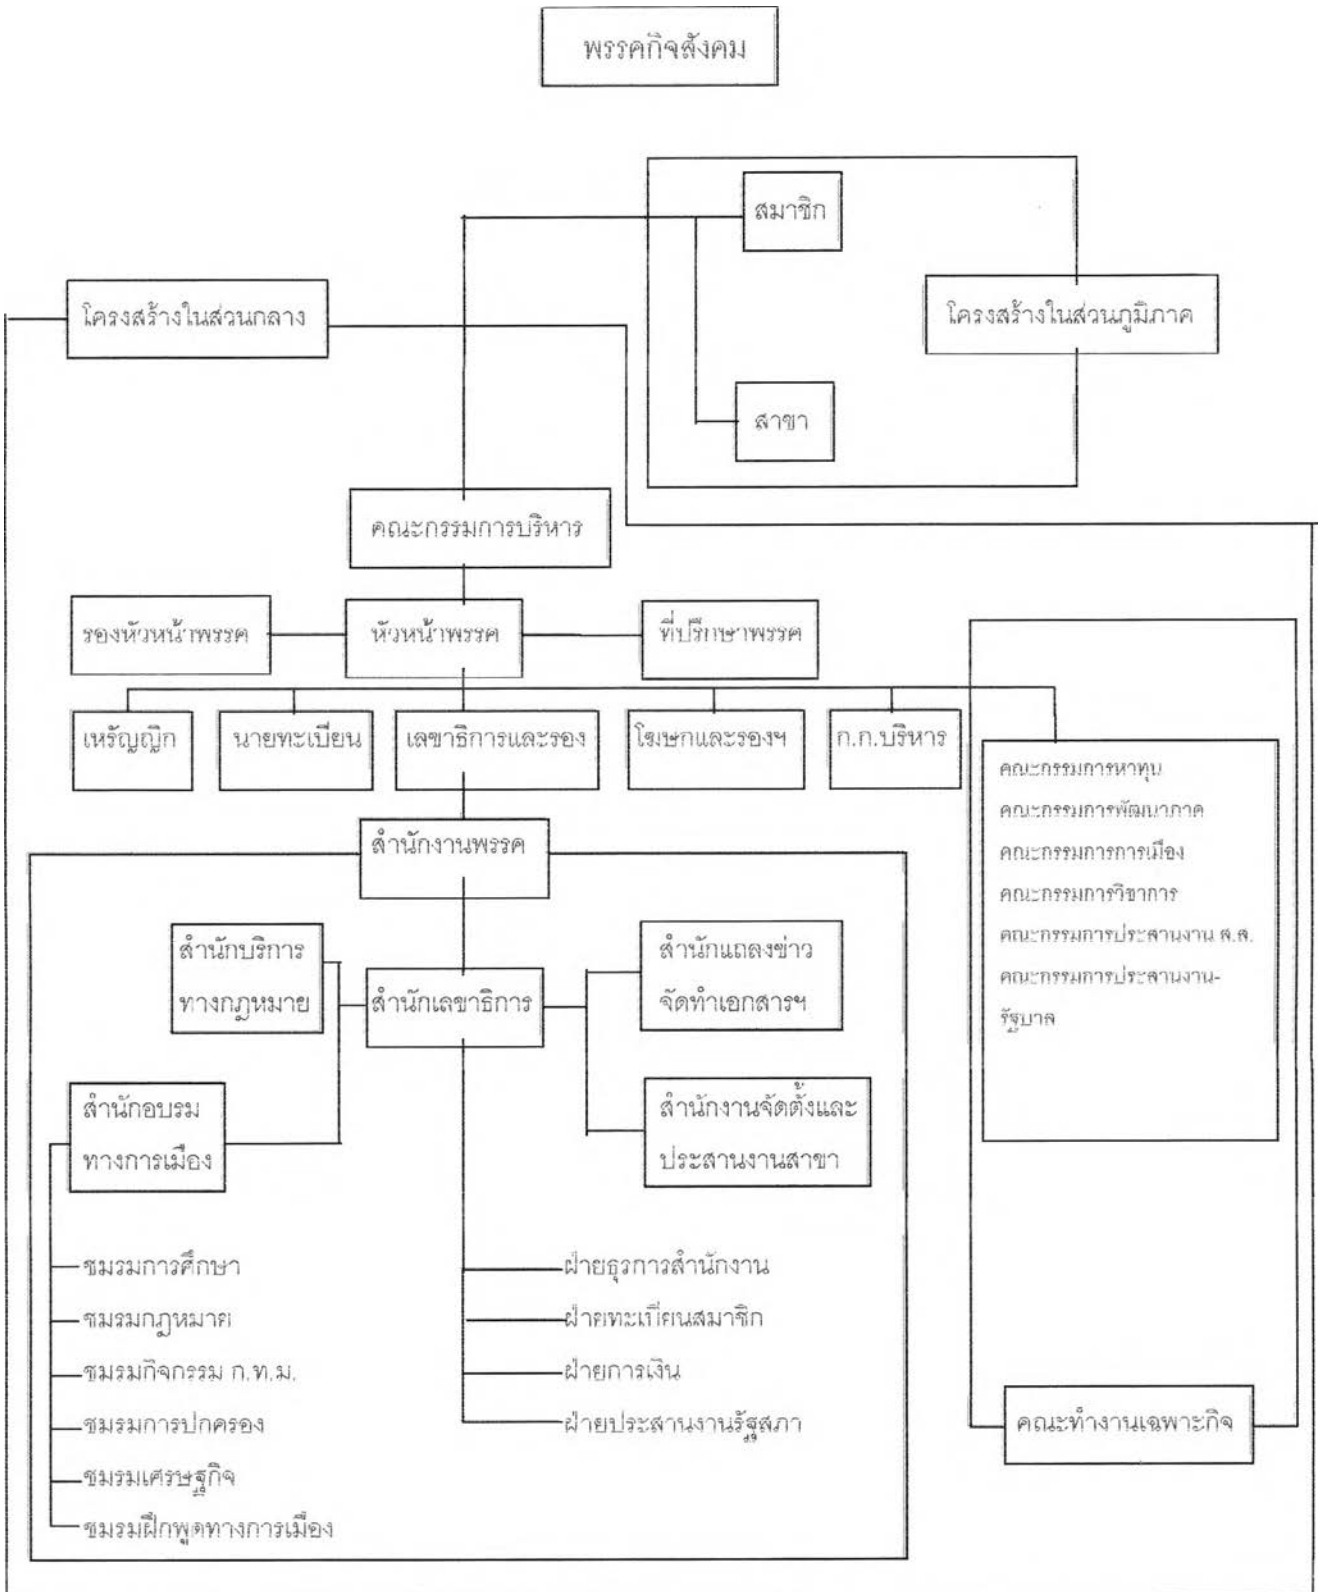 พรรคกิจสังคม
สมาชิก
โครงสร้างในส่วนกลาง
โครงสร้างในส่วนภูมิภาค
สาขา
คณะกรรมการบริหาร
รองหัวหน้าพรรค
หัวหน้าพรรค
ที่ปรึกษาพรรค
เหรัญญิก
นายทะเบียน
เลขาธิการและรอง
โฆษกและรองฯ
ก.ก.บริหาร
คณะกรรมการหาทุน
คณะกรรมการพัฒนาภาค
คณะกรรมการการเมือง
คณะกรรมการวิชาการ
คณะกรรมการประสานงาน ส.ส.
คณะกรรมการประสานงาน-
รัฐบาล
สำนักงานพรรค
สำนักบริการ
ทางกฎหมาย
สำนักเลขาธิการ
สำนักแถลงข่าว
จัดทำเอกสารฯ
สำนักอบรม
ทางการเมือง
สำนักงานจัดตั้งและ
ประสานงานสาขา
ชมรมการศึกษา
ชมรมกฎหมาย
ชมรมกิจกรรม ก.ท.ม.
ชมรมการปกครอง
ชมรมเศรษฐกิจ
ชมรมฝึกพูดทางการเมือง
ฝ่ายธุรการสำนักงาน
ฝ่ายทะเบียนสมาชิก
ฝ่ายการเงิน
ฝ่ายประสานงานรัฐสภา
คณะทำงานเฉพาะกิจ